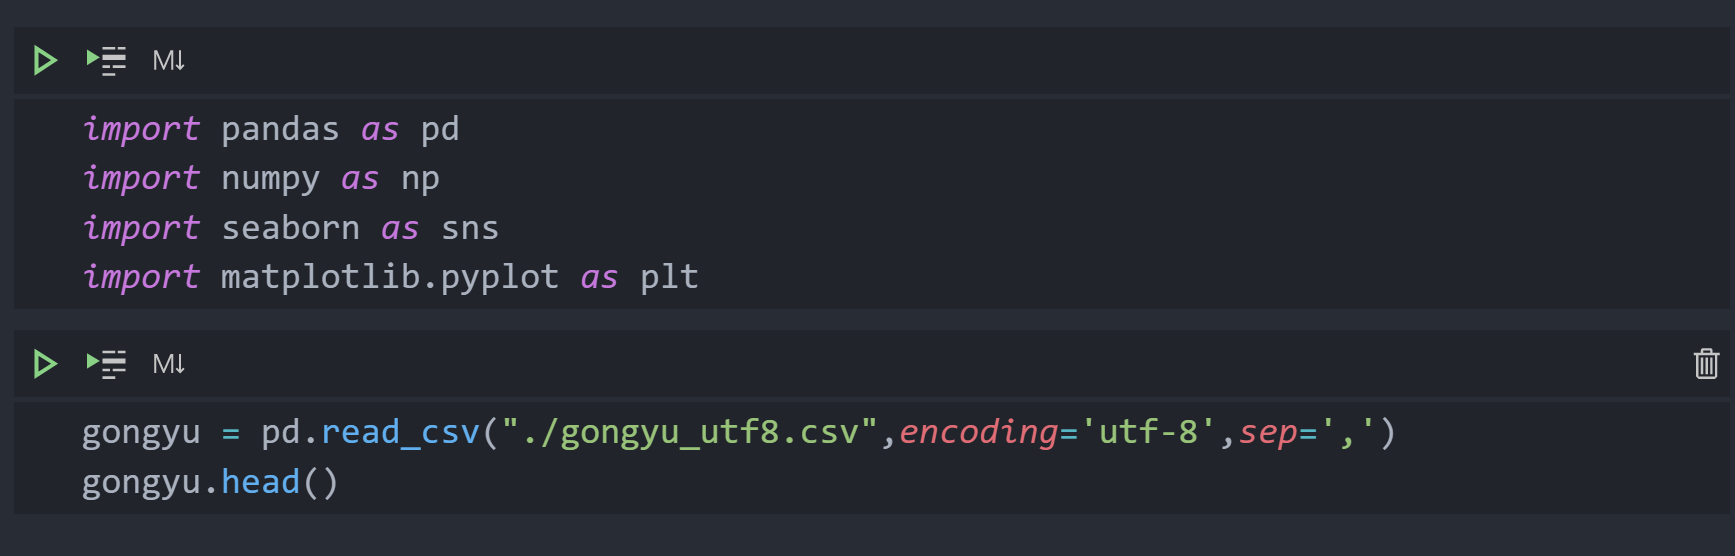 M↓
import pandas as pd
import numpy as np
import seaborn as sns
import matplotlib.pyplot as plt
M↓
gongyu = pd.read_csv("./gongyu_utf8.csv",encoding='utf-8',sep=',')
gongyu.head()